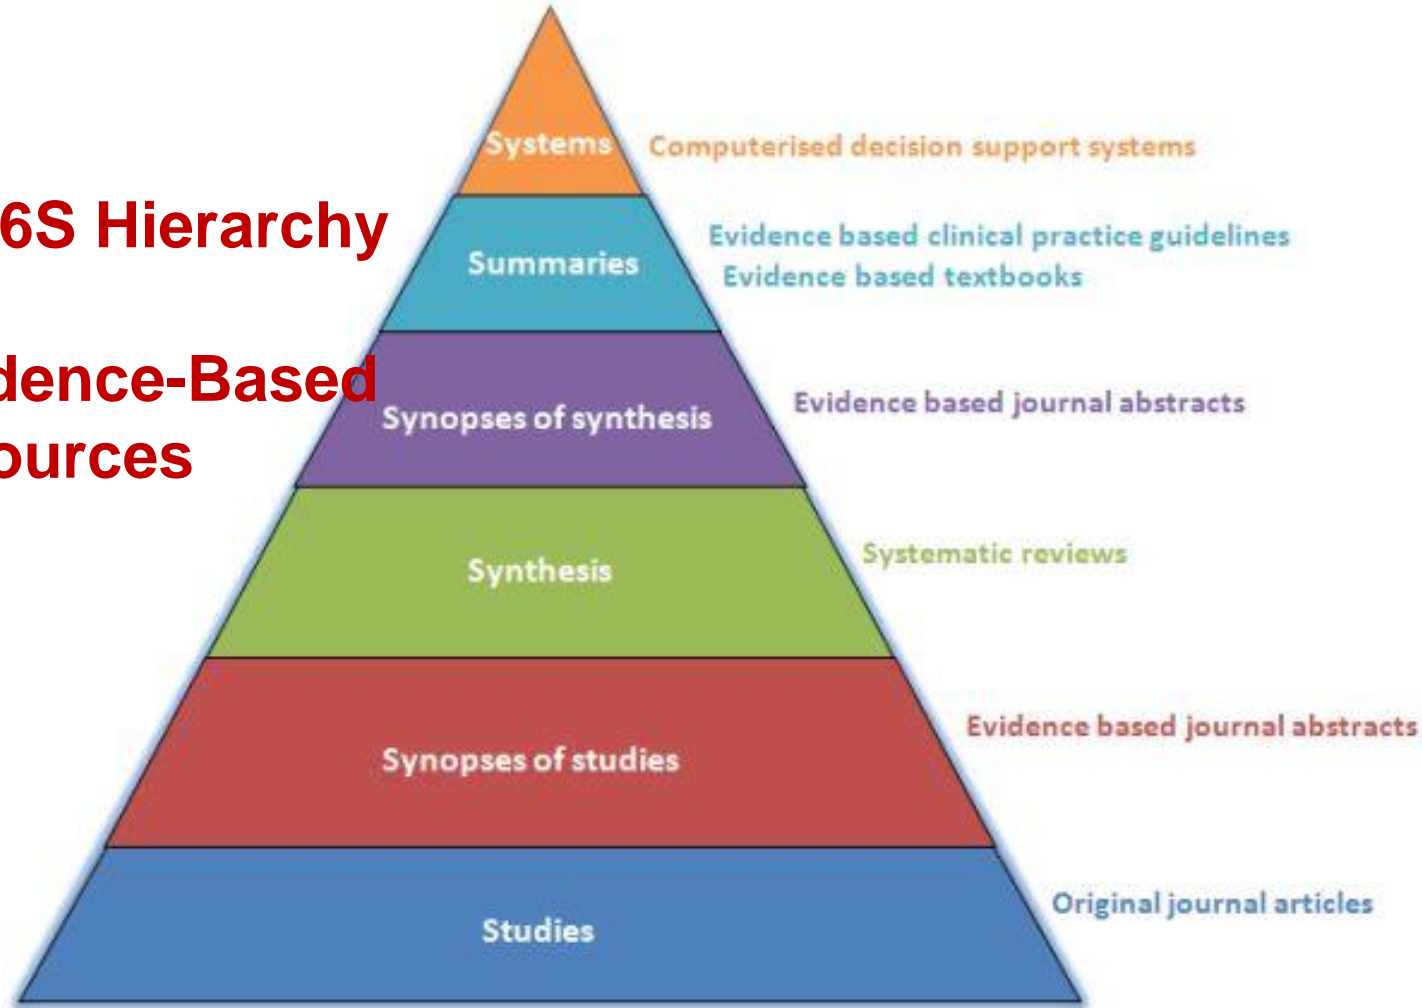 Systems
Computerised decision support systems
6S Hierarchy
Summaries
Evidence based clinical practice guidelines
Evidence based textbooks
dence-Based
ources
Synopses of synthesis
Evidence based journal abstracts
Synthesis
Systematic reviews
Synopses of studies
Evidence based journal abstracts
Studies
Original journal articles